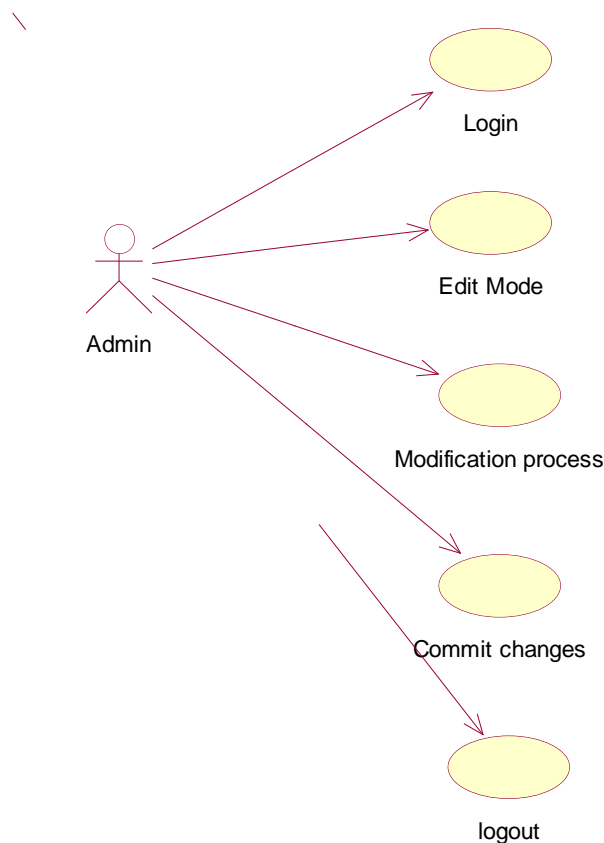 Login
Edit Mode
Admin
Modification process
Commit changes
logout